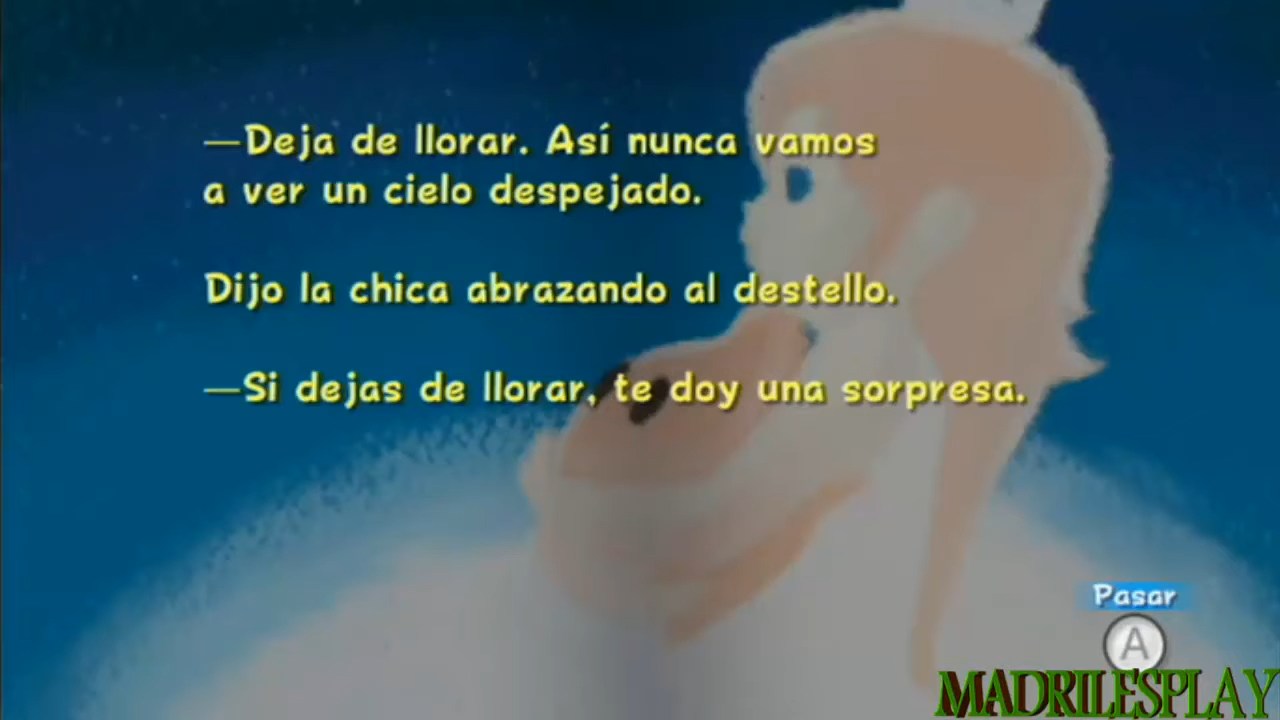 —Deja de llorar. Así nunca vamos
a ver un cielo despejado.
Dijo la chica abrazando al destello.
—Si dejas de llorar, te doy una sorpresa.
Pasar
A
MADRILESPLAY